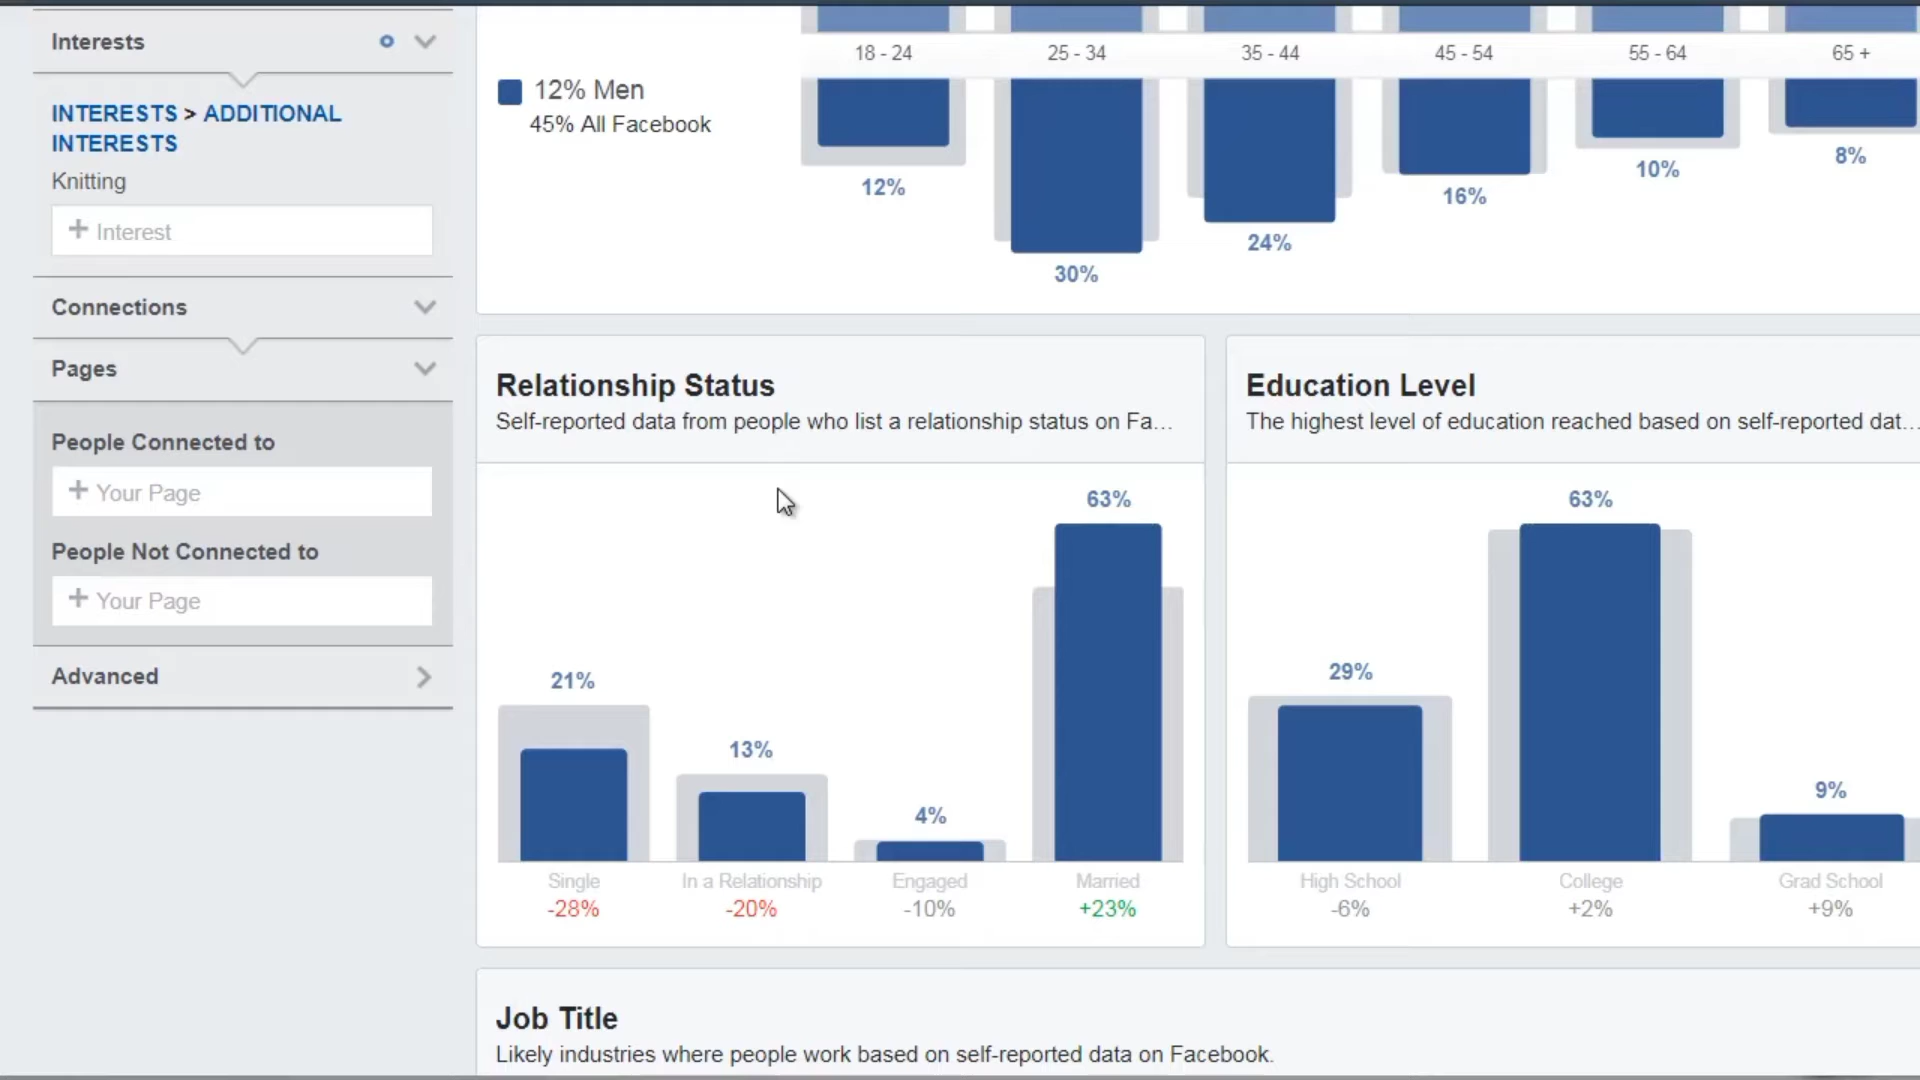 Interests
INTERESTS > ADDITIONAL
INTERESTS
Knitting
+ Interest
Connections
Pages
People Connected to
+ Your Page
People Not Connected to
+ Your Page
Advanced
18 - 24 25 - 34 35 - 44 45 - 54 55 - 64 65 +
12% Men
45% All Facebook
12% 30% 24% 16% 10% 8%
Relationship Status
Self-reported data from people who list a relationship status on Fa...
63%
21%
13%
4%
Single In a Relationship Engaged Married
-28% -20% -10% +23%
Education Level
The highest level of education reached based on self-reported dat...
63%
29%
9%
High School College Grad School
-6% +2% +9%
Job Title
Likely industries where people work based on self-reported data on Facebook.